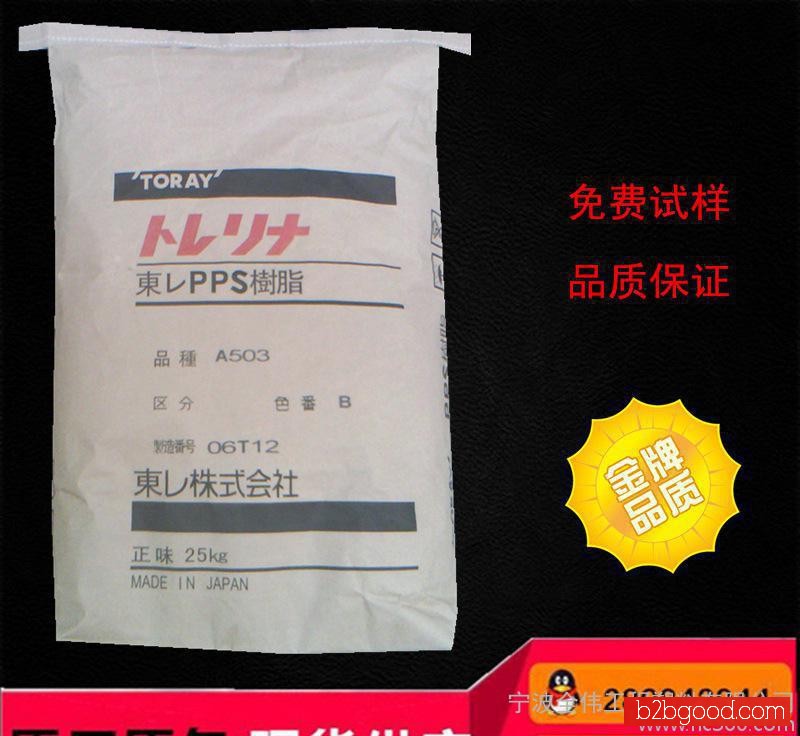 TORAY
トレリナ
東レPPS樹脂
品種 A503
区分 色番 B
製造番号 06T12
東レ株式会社
正味 25kg
MADE IN JAPAN
免费试样
品质保证
金牌
品质
b2bgood.com